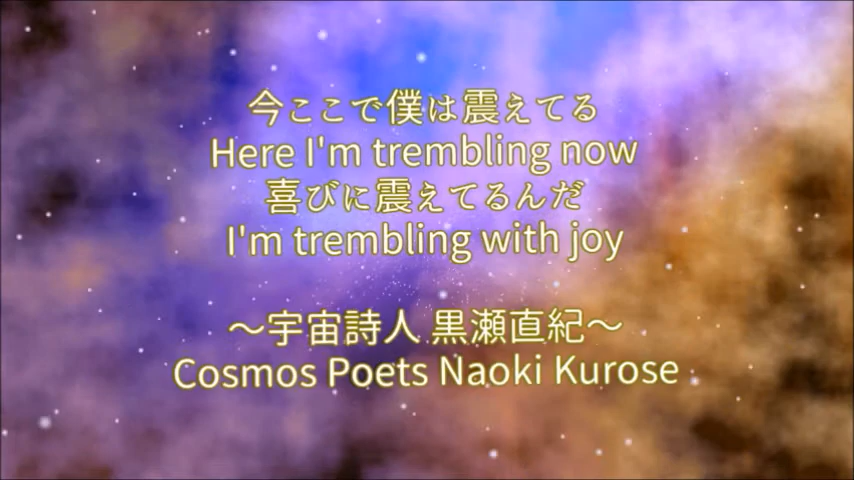 今ここで僕は震えてる
Here I'm trembling now
喜びに震えてるんだ
I'm trembling with joy
～宇宙詩人 黒瀬直紀～
Cosmos Poets Naoki Kurose